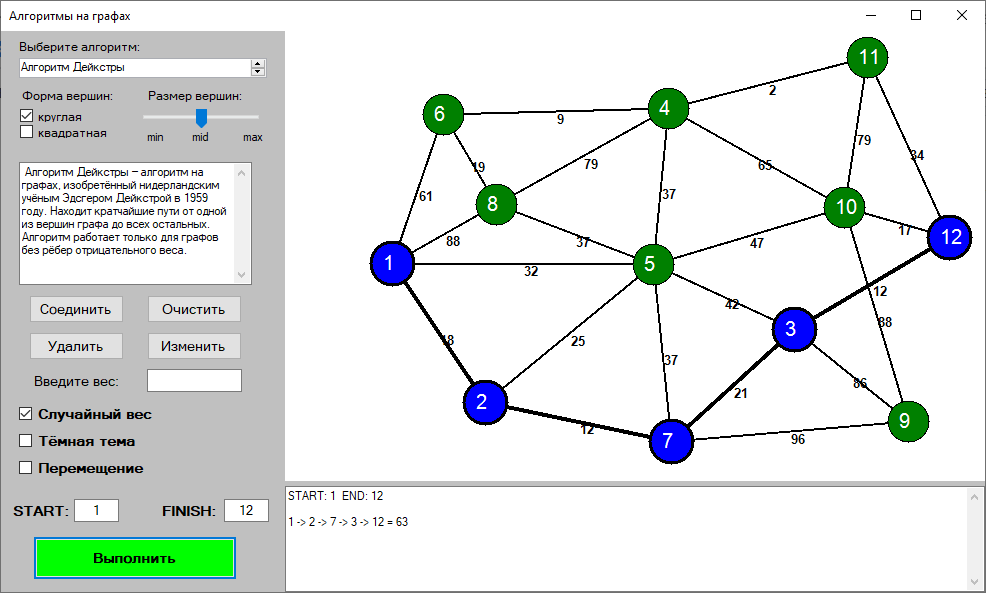 Алгоритмы на графах
Выберите алгоритм:
Алгоритм Дейкстры
Форма вершин:
Размер вершин:
круглая
квадратная
min
mid
max
Алгоритм Дейкстры – алгоритм на
графах, изобретённый нидерландским
учёным Эдсгером Дейкстрой в 1959
году. Находит кратчайшие пути от одной
из вершин графа до всех остальных.
Алгоритм работает только для графов
без рёбер отрицательного веса.
Соединить
Очистить
Удалить
Изменить
Введите вес:
Случайный вес
Тёмная тема
Перемещение
START:
1
FINISH:
12
Выполнить
11
6
4
2
9
79
19
79
65
34
61
37
8
10
88
37
47
17
12
1
5
32
42
12
3
88
18
25
37
86
21
2
12
7
96
9
START: 1 END: 12
1 -> 2 -> 7 -> 3 -> 12 = 63